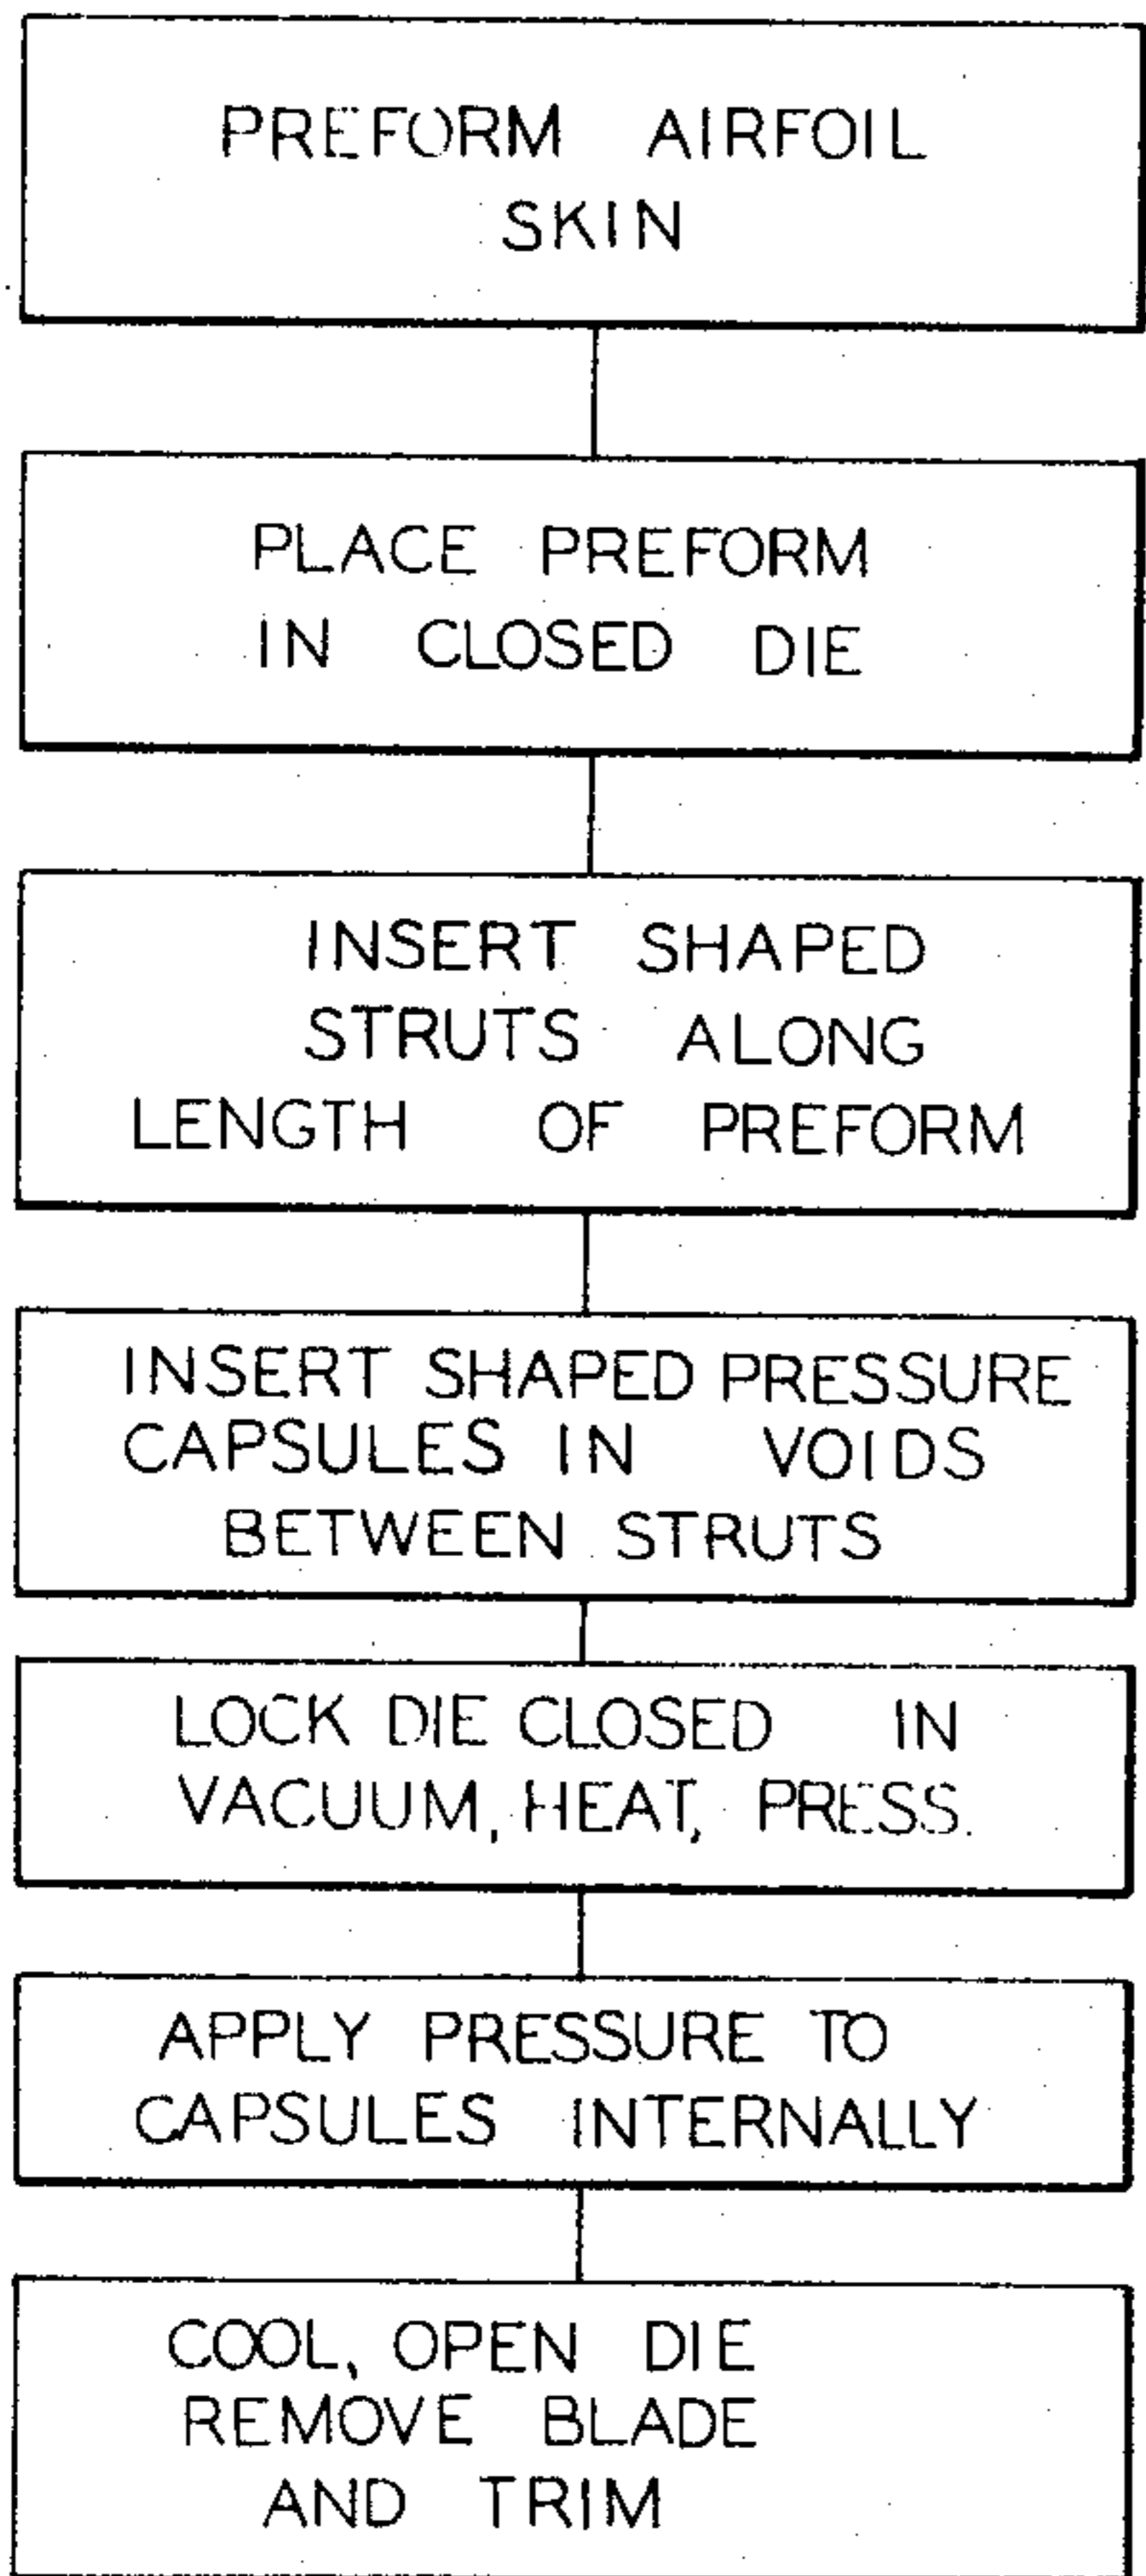 PREFORM AIRFOIL
SKIN
PLACE PREFORM
IN CLOSED DIE
INSERT SHAPED
STRUTS ALONG
LENGTH OF PREFORM
INSERT SHAPED PRESSURE
CAPSULES IN VOIDS
BETWEEN STRUTS
LOCK DIE CLOSED IN
VACUUM, HEAT, PRESS.
APPLY PRESSURE TO
CAPSULES INTERNALLY
COOL, OPEN DIE
REMOVE BLADE
AND TRIM